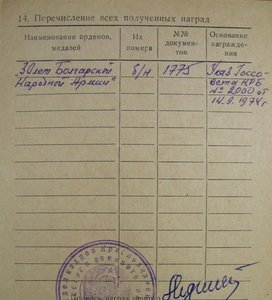 14. Перечисление всех полученных наград
Наименование орденов, медалей
Их номера
№№ документов
Основание награждения
"30 лет Болгарской Народной Армии"
б/н
1775
Указ Госсовета НРБ № 2000 от 14.9.1974 г.